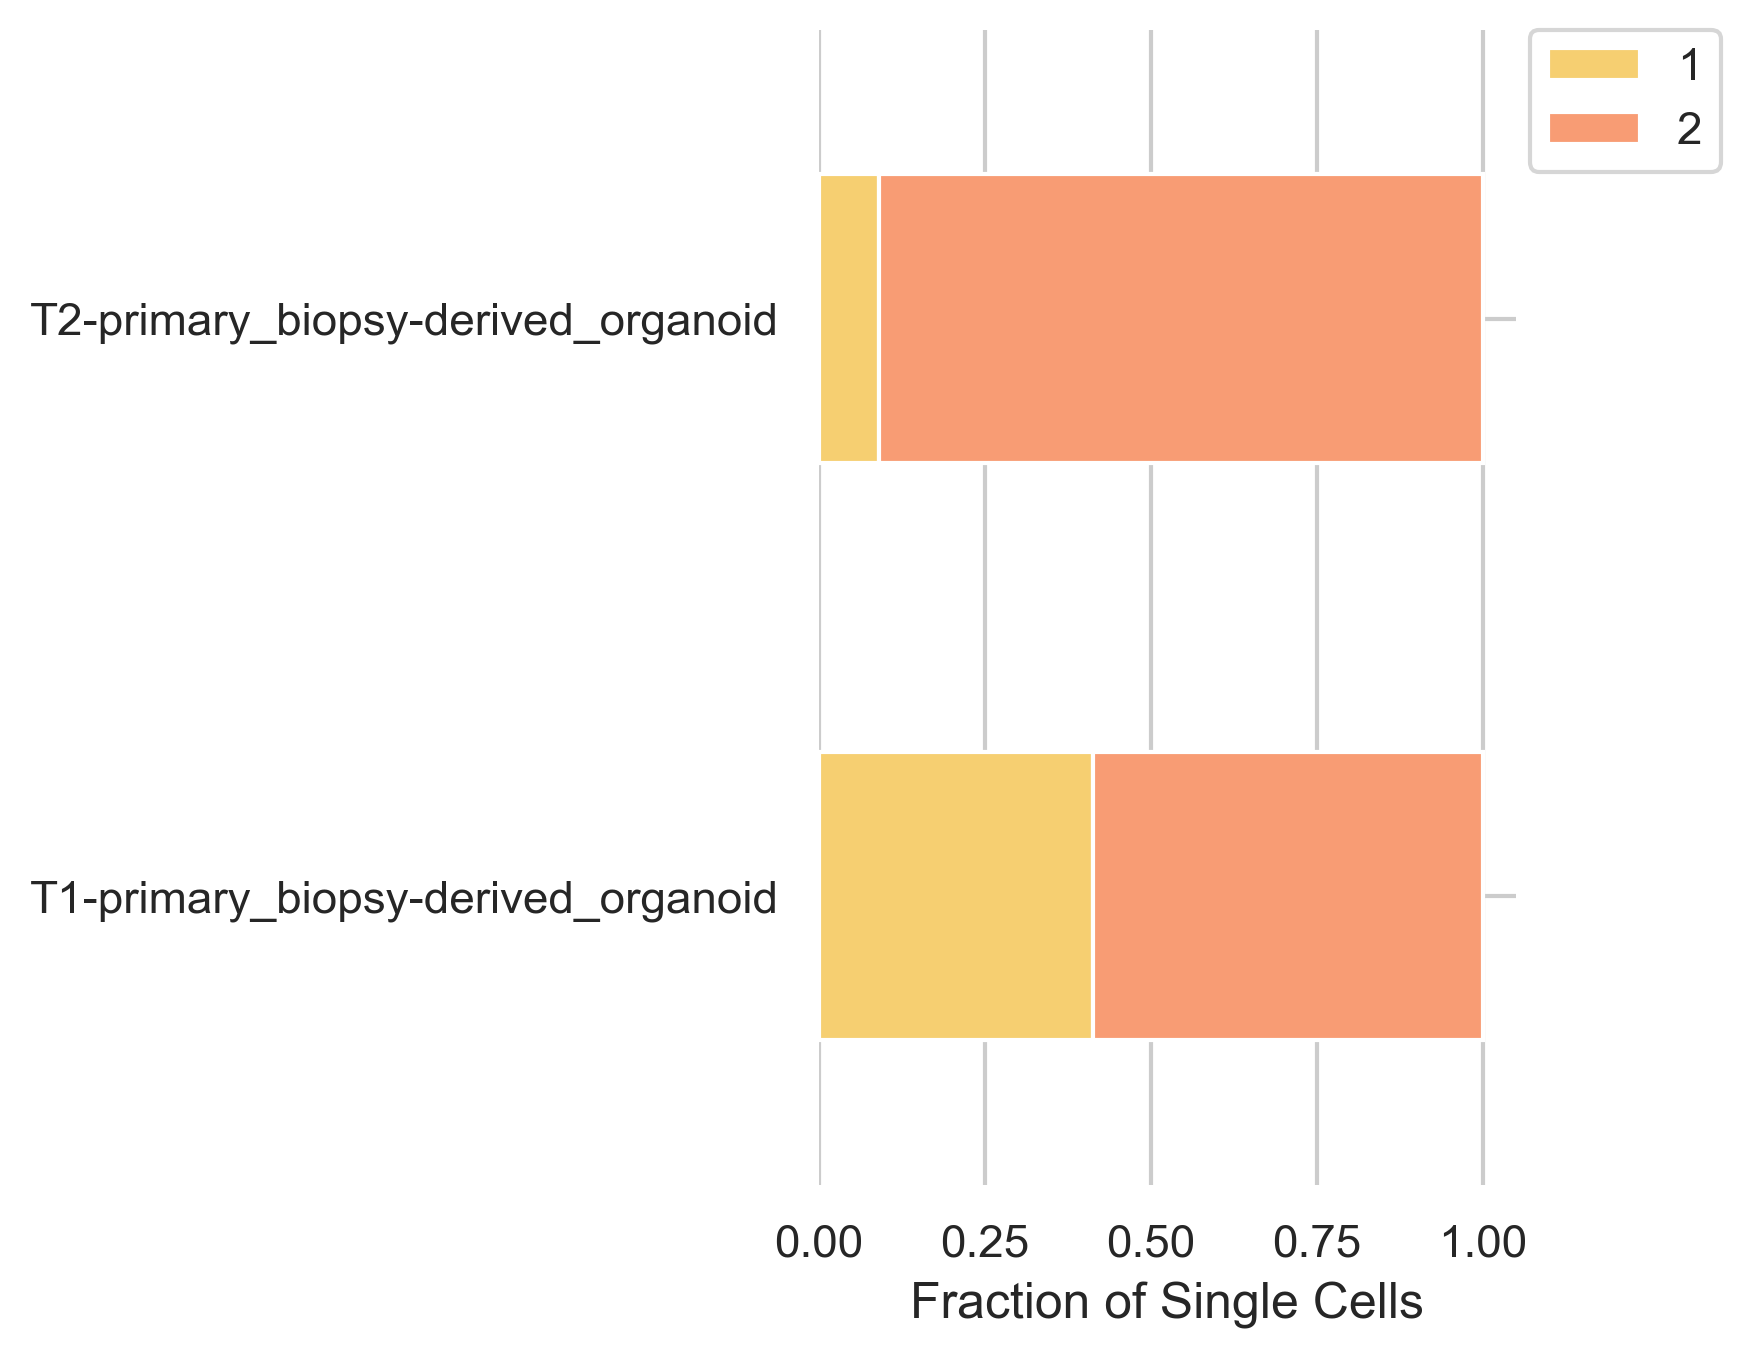 1
2
T2-primary_biopsy-derived_organoid
T1-primary_biopsy-derived_organoid
0.00 0.25 0.50 0.75 1.00
Fraction of Single Cells